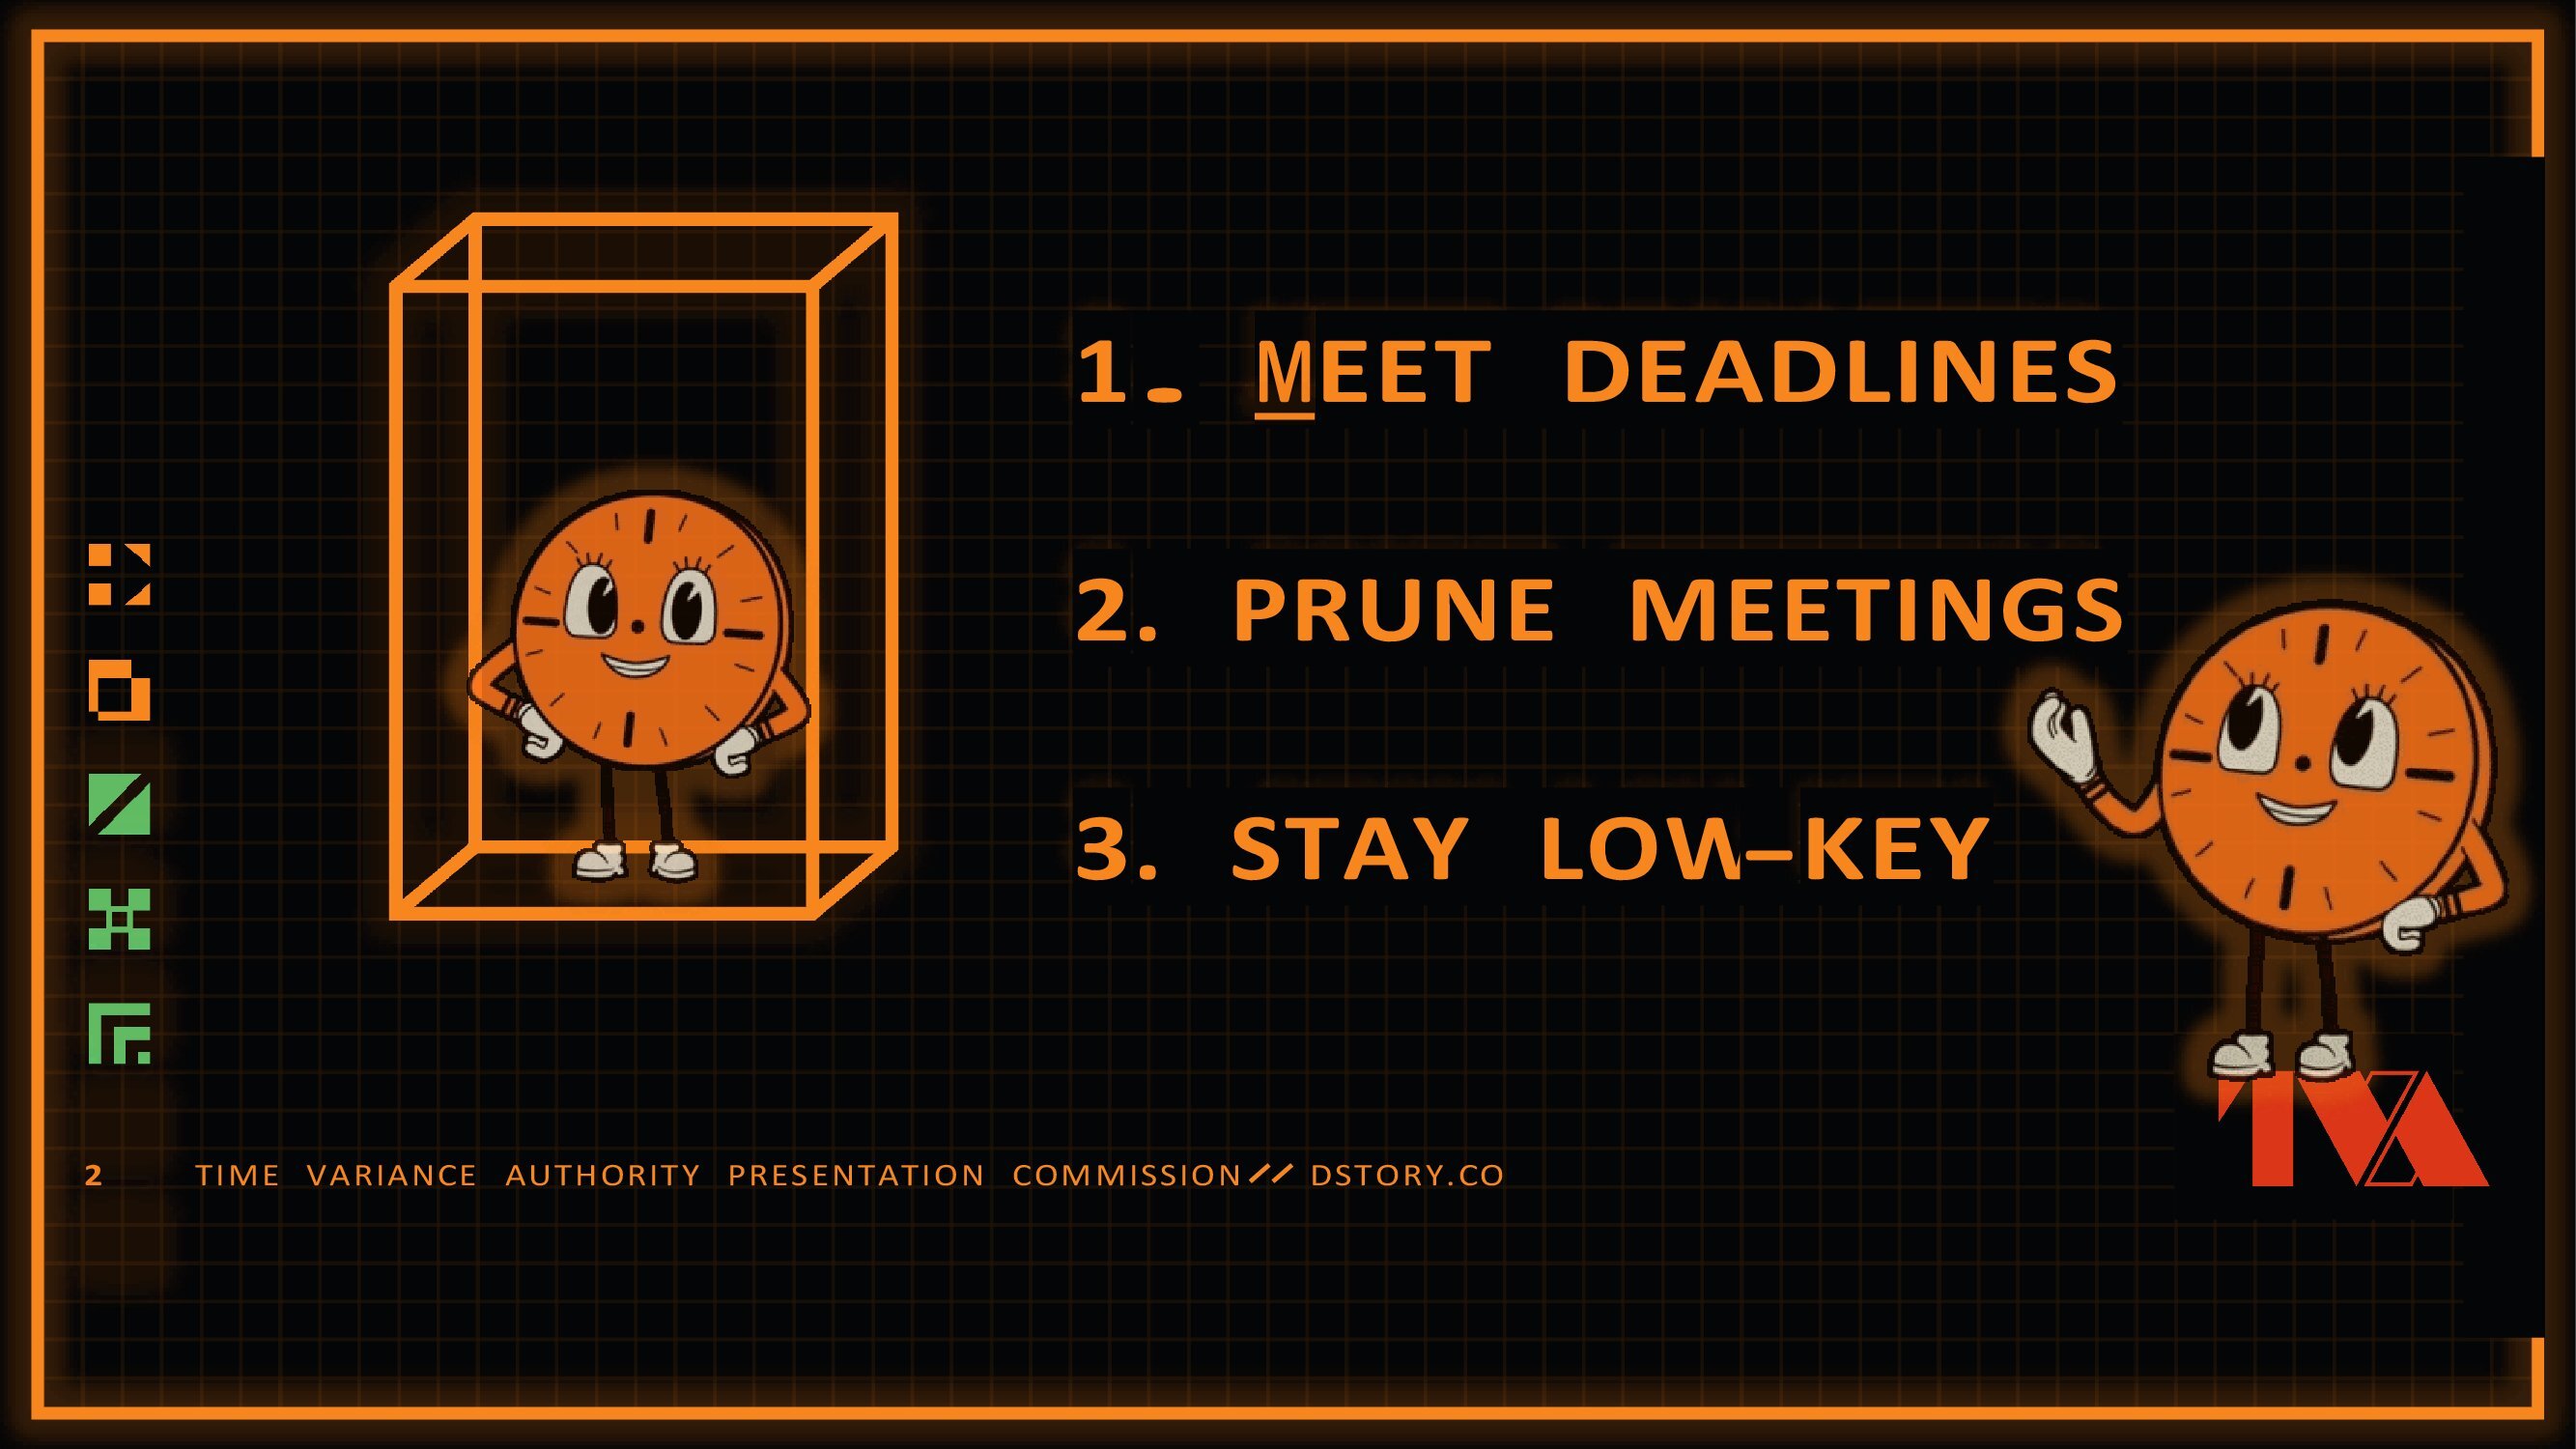 1. MEET DEADLINES
2. PRUNE MEETINGS
3. STAY LOW-KEY
2 TIME VARIANCE AUTHORITY PRESENTATION COMMISSION// DSTORY.CO
TVA